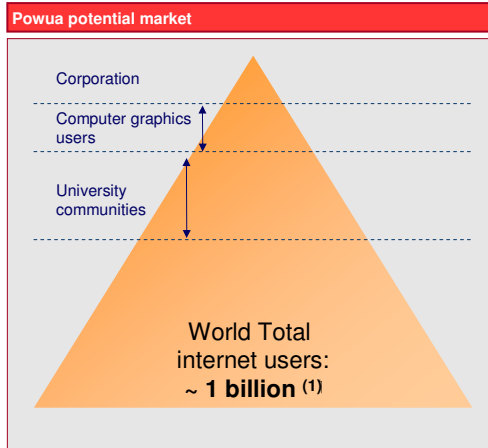 Powua potential market
Corporation
Computer graphics
users
University
communities
World Total
internet users:
~ 1 billion (1)